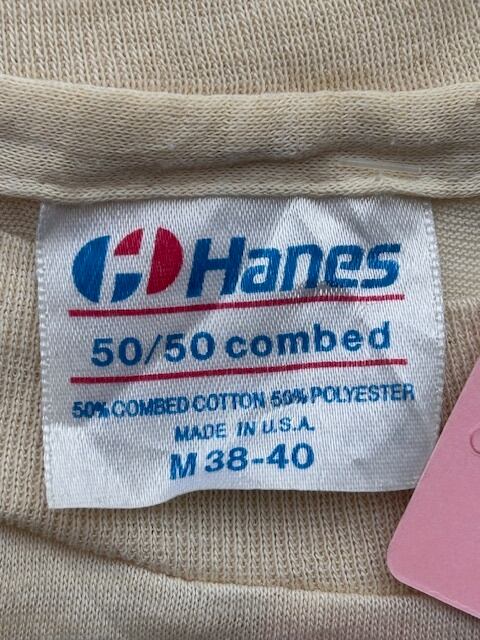 Hanes
50/50 combed
50% COMBED COTTON 50% POLYESTER
MADE IN U.S.A.
M 38-40